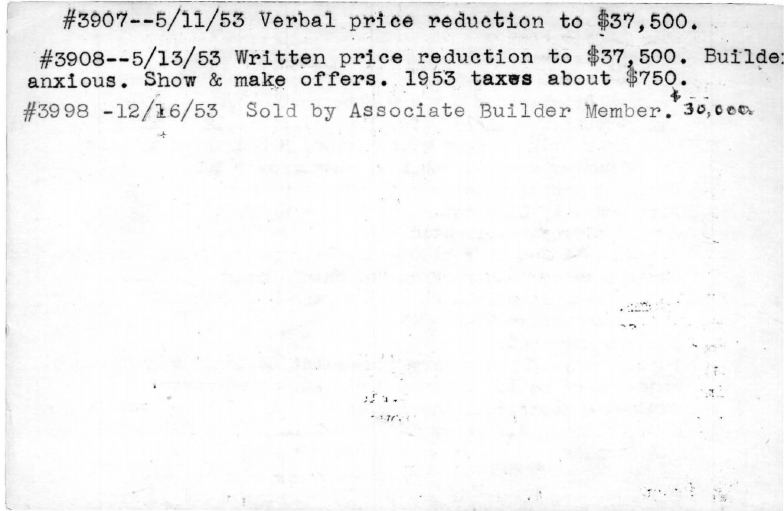 #3907--5/11/53 Verbal price reduction to $37,500.
#3908--5/13/53 Written price reduction to $37,500. Builde
anxious. Show & make offers. 1953 taxes about $750.
#3998 -12/16/53 Sold by Associate Builder Member. $30,000.